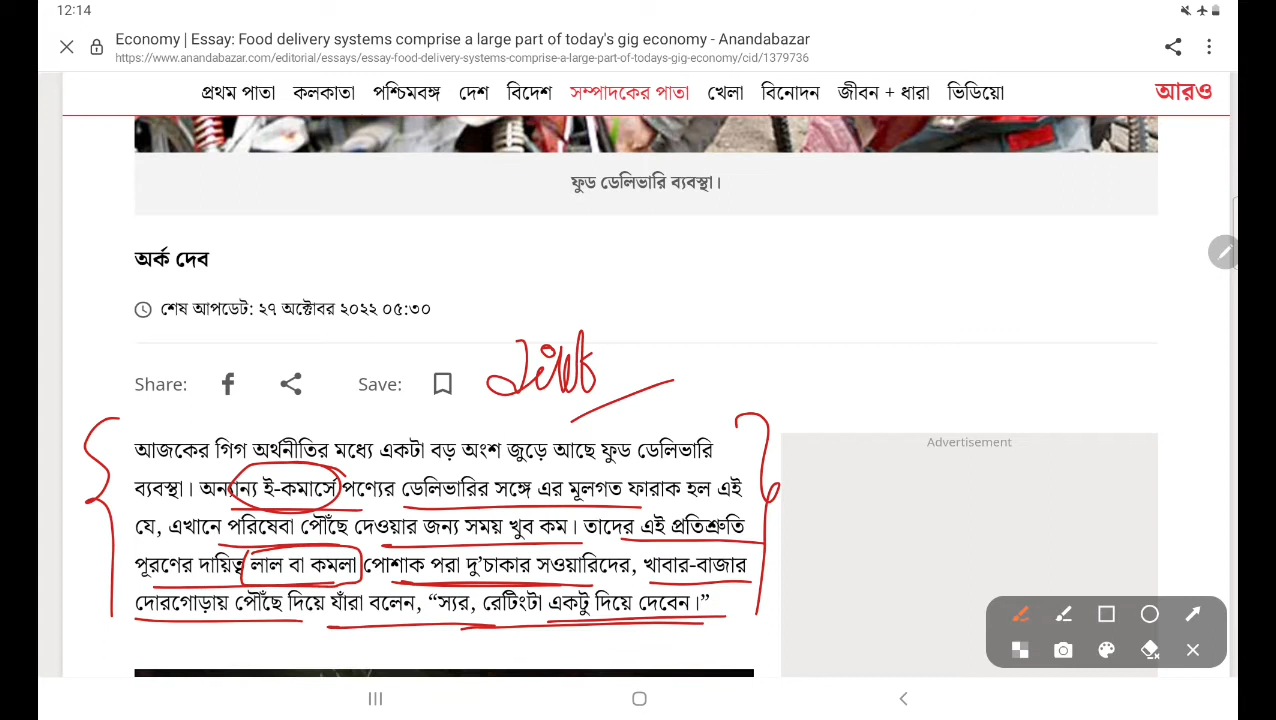 12:14
Economy | Essay: Food delivery systems comprise a large part of today's gig economy - Anandabazar
https://www.anandabazar.com/editorial/essays/essay-food-delivery-systems-comprise-a-large-part-of-todays-gig-economy/cid/1379736
প্রথম পাতা কলকাতা পশ্চিমবঙ্গ দেশ বিদেশ সম্পাদকের পাতা খেলা বিনোদন জীবন + ধারা ভিডিয়ো আরও
ফুড ডেলিভারি ব্যবস্থা।
অর্ক দেব
শেষ আপডেট: ২৭ অক্টোবর ২০২২ ০৫:৩০
Share: Save:
আজকের গিগ অর্থনীতির মধ্যে একটা বড় অংশ জুড়ে আছে ফুড ডেলিভারি
ব্যবস্থা। অন্যান্য ই-কমার্সে পণ্যের ডেলিভারির সঙ্গে এর মূলগত ফারাক হল এই
যে, এখানে পরিষেবা পৌঁছে দেওয়ার জন্য সময় খুব কম। তাদের এই প্রতিশ্রুতি
পূরণের দায়িত্ব লাল বা কমলা পোশাক পরা দু’চাকার সওয়ারিদের, খাবার-বাজার
দোরগোড়ায় পৌঁছে দিয়ে যাঁরা বলেন, “স্যর, রেটিংটা একটু দিয়ে দেবেন।”
Advertisement